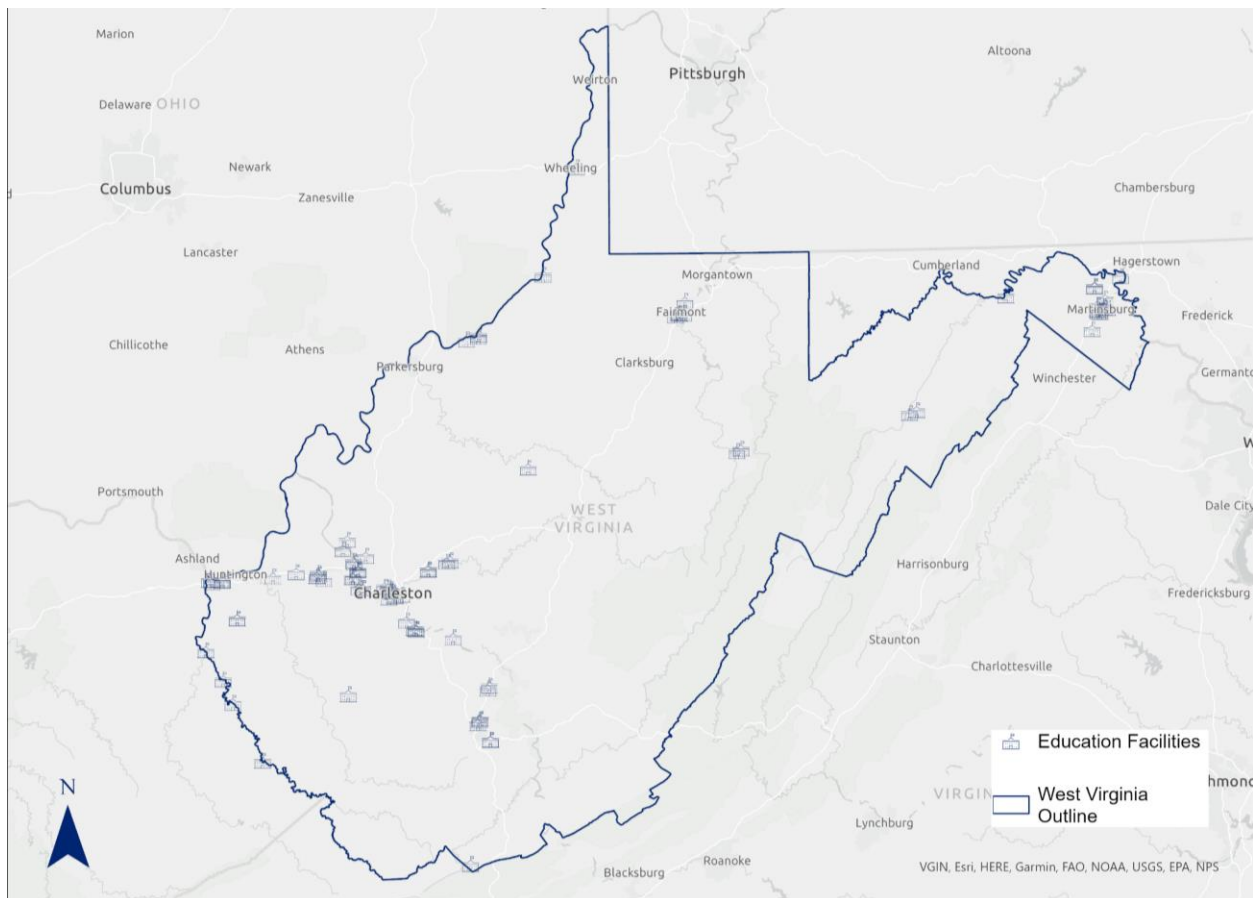 Marion
Altoona
Weirton
Pittsburgh
Delaware OHIO
Newark
Wheeling
Columbus
Zanesville
Chambersburg
Lancaster
Morgantown
Cumberland
Hagerstown
Fairmont
Martinsburg
Frederick
Chillicothe
Athens
Clarksburg
Parkersburg
Winchester
Germanto
W
Portsmouth
WEST
VIRGINIA
Dale City
Ashland
Huntington
Charleston
Harrisonburg
Fredericksburg
Staunton
Charlottesville
Education Facilities
West Virginia
Outline
VIRGIN
hmond
N
Lynchburg
Roanoke
Blacksburg
VGIN, Esri, HERE, Garmin, FAO, NOAA, USGS, EPA, NPS